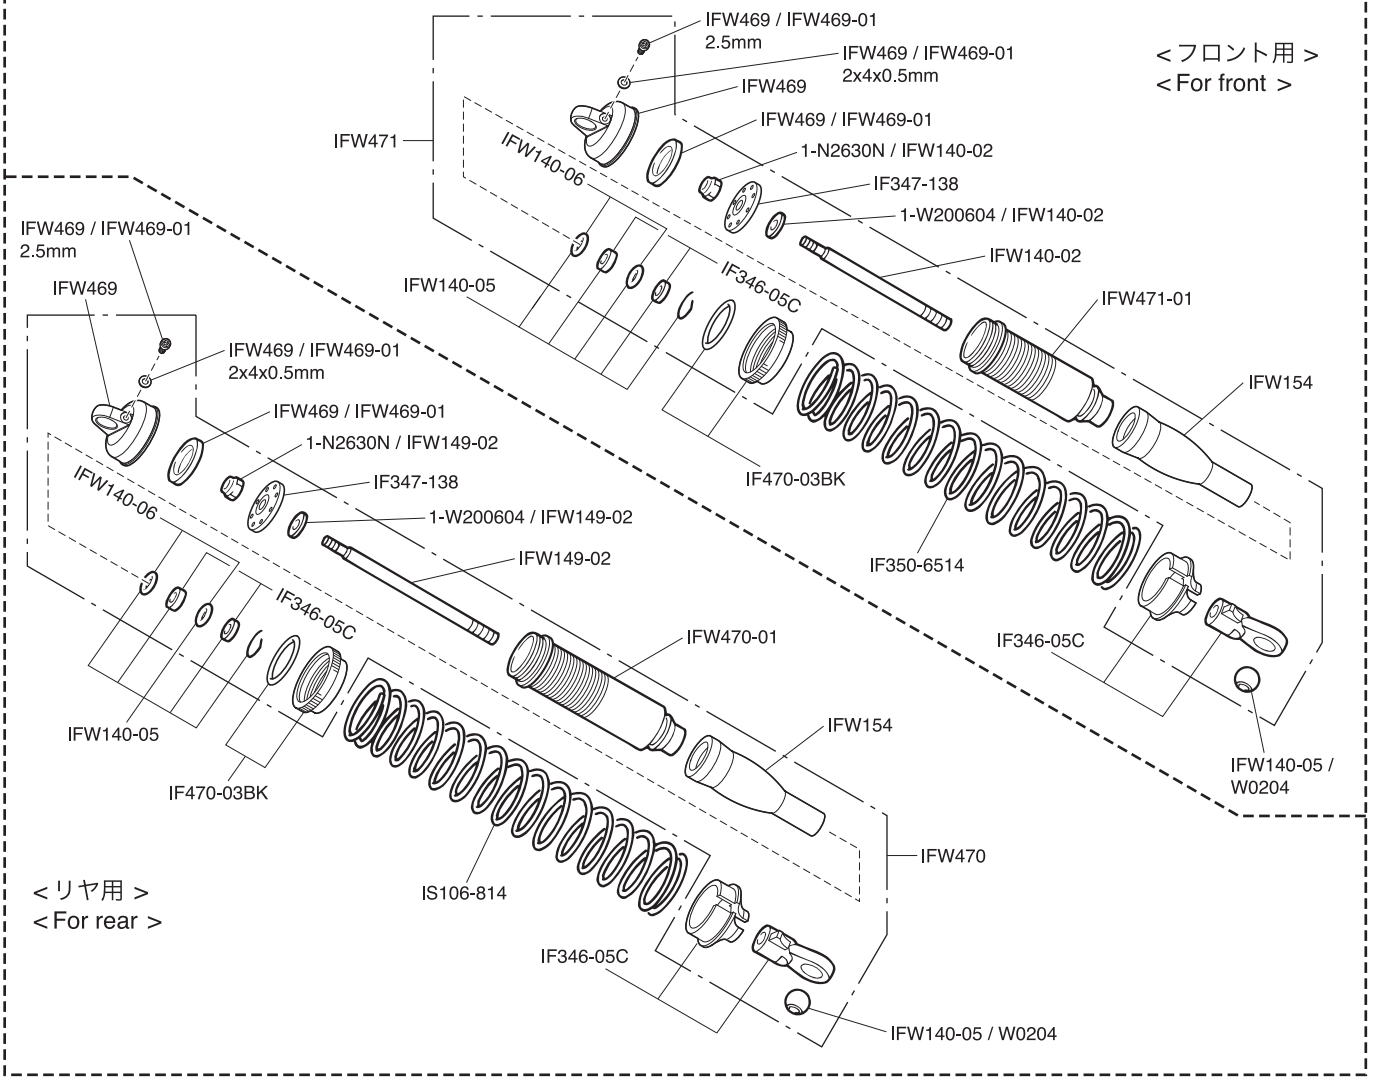 IFW469 / IFW469-01
2.5mm
IFW469 / IFW469-01
2x4x0.5mm
IFW469
IFW469 / IFW469-01
1-N2630N / IFW140-02
IF347-138
1-W200604 / IFW140-02
IFW140-02
IFW471-01
IFW154
<フロント用>
<For front >
IFW471
IFW140-06
IFW140-05
IF346-05C
IF470-03BK
IF350-6514
IF346-05C
IFW140-05 /
W0204
IFW469 / IFW469-01
2.5mm
IFW469
IFW469 / IFW469-01
2x4x0.5mm
IFW469 / IFW469-01
1-N2630N / IFW149-02
IF347-138
1-W200604 / IFW149-02
IFW149-02
IFW470-01
IFW154
IFW140-06
IF346-05C
IFW140-05
IF470-03BK
IS106-814
IFW470
IF346-05C
IFW140-05 / W0204
<リヤ用>
<For rear >